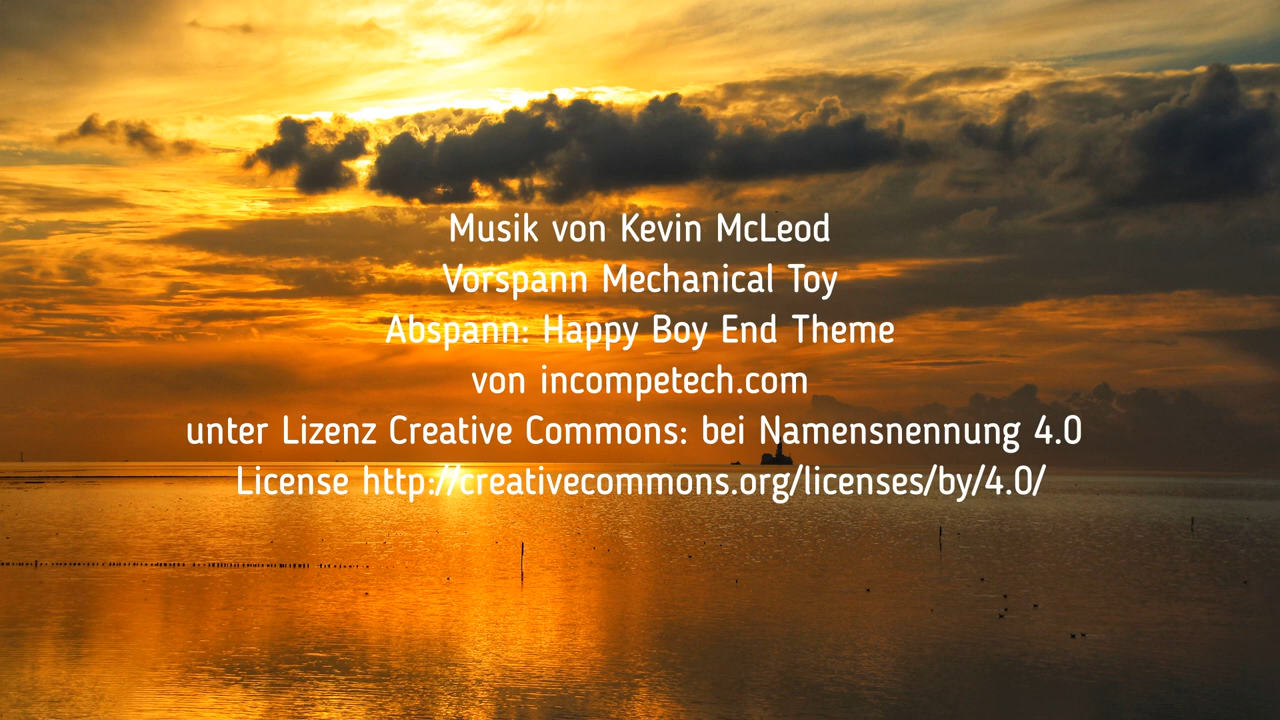 Musik von Kevin McLeod
Vorspann Mechanical Toy
Abspann: Happy Boy End Theme
von incompetech.com
unter Lizenz Creative Commons: bei Namensnennung 4.0
License http://creativecommons.org/licenses/by/4.0/